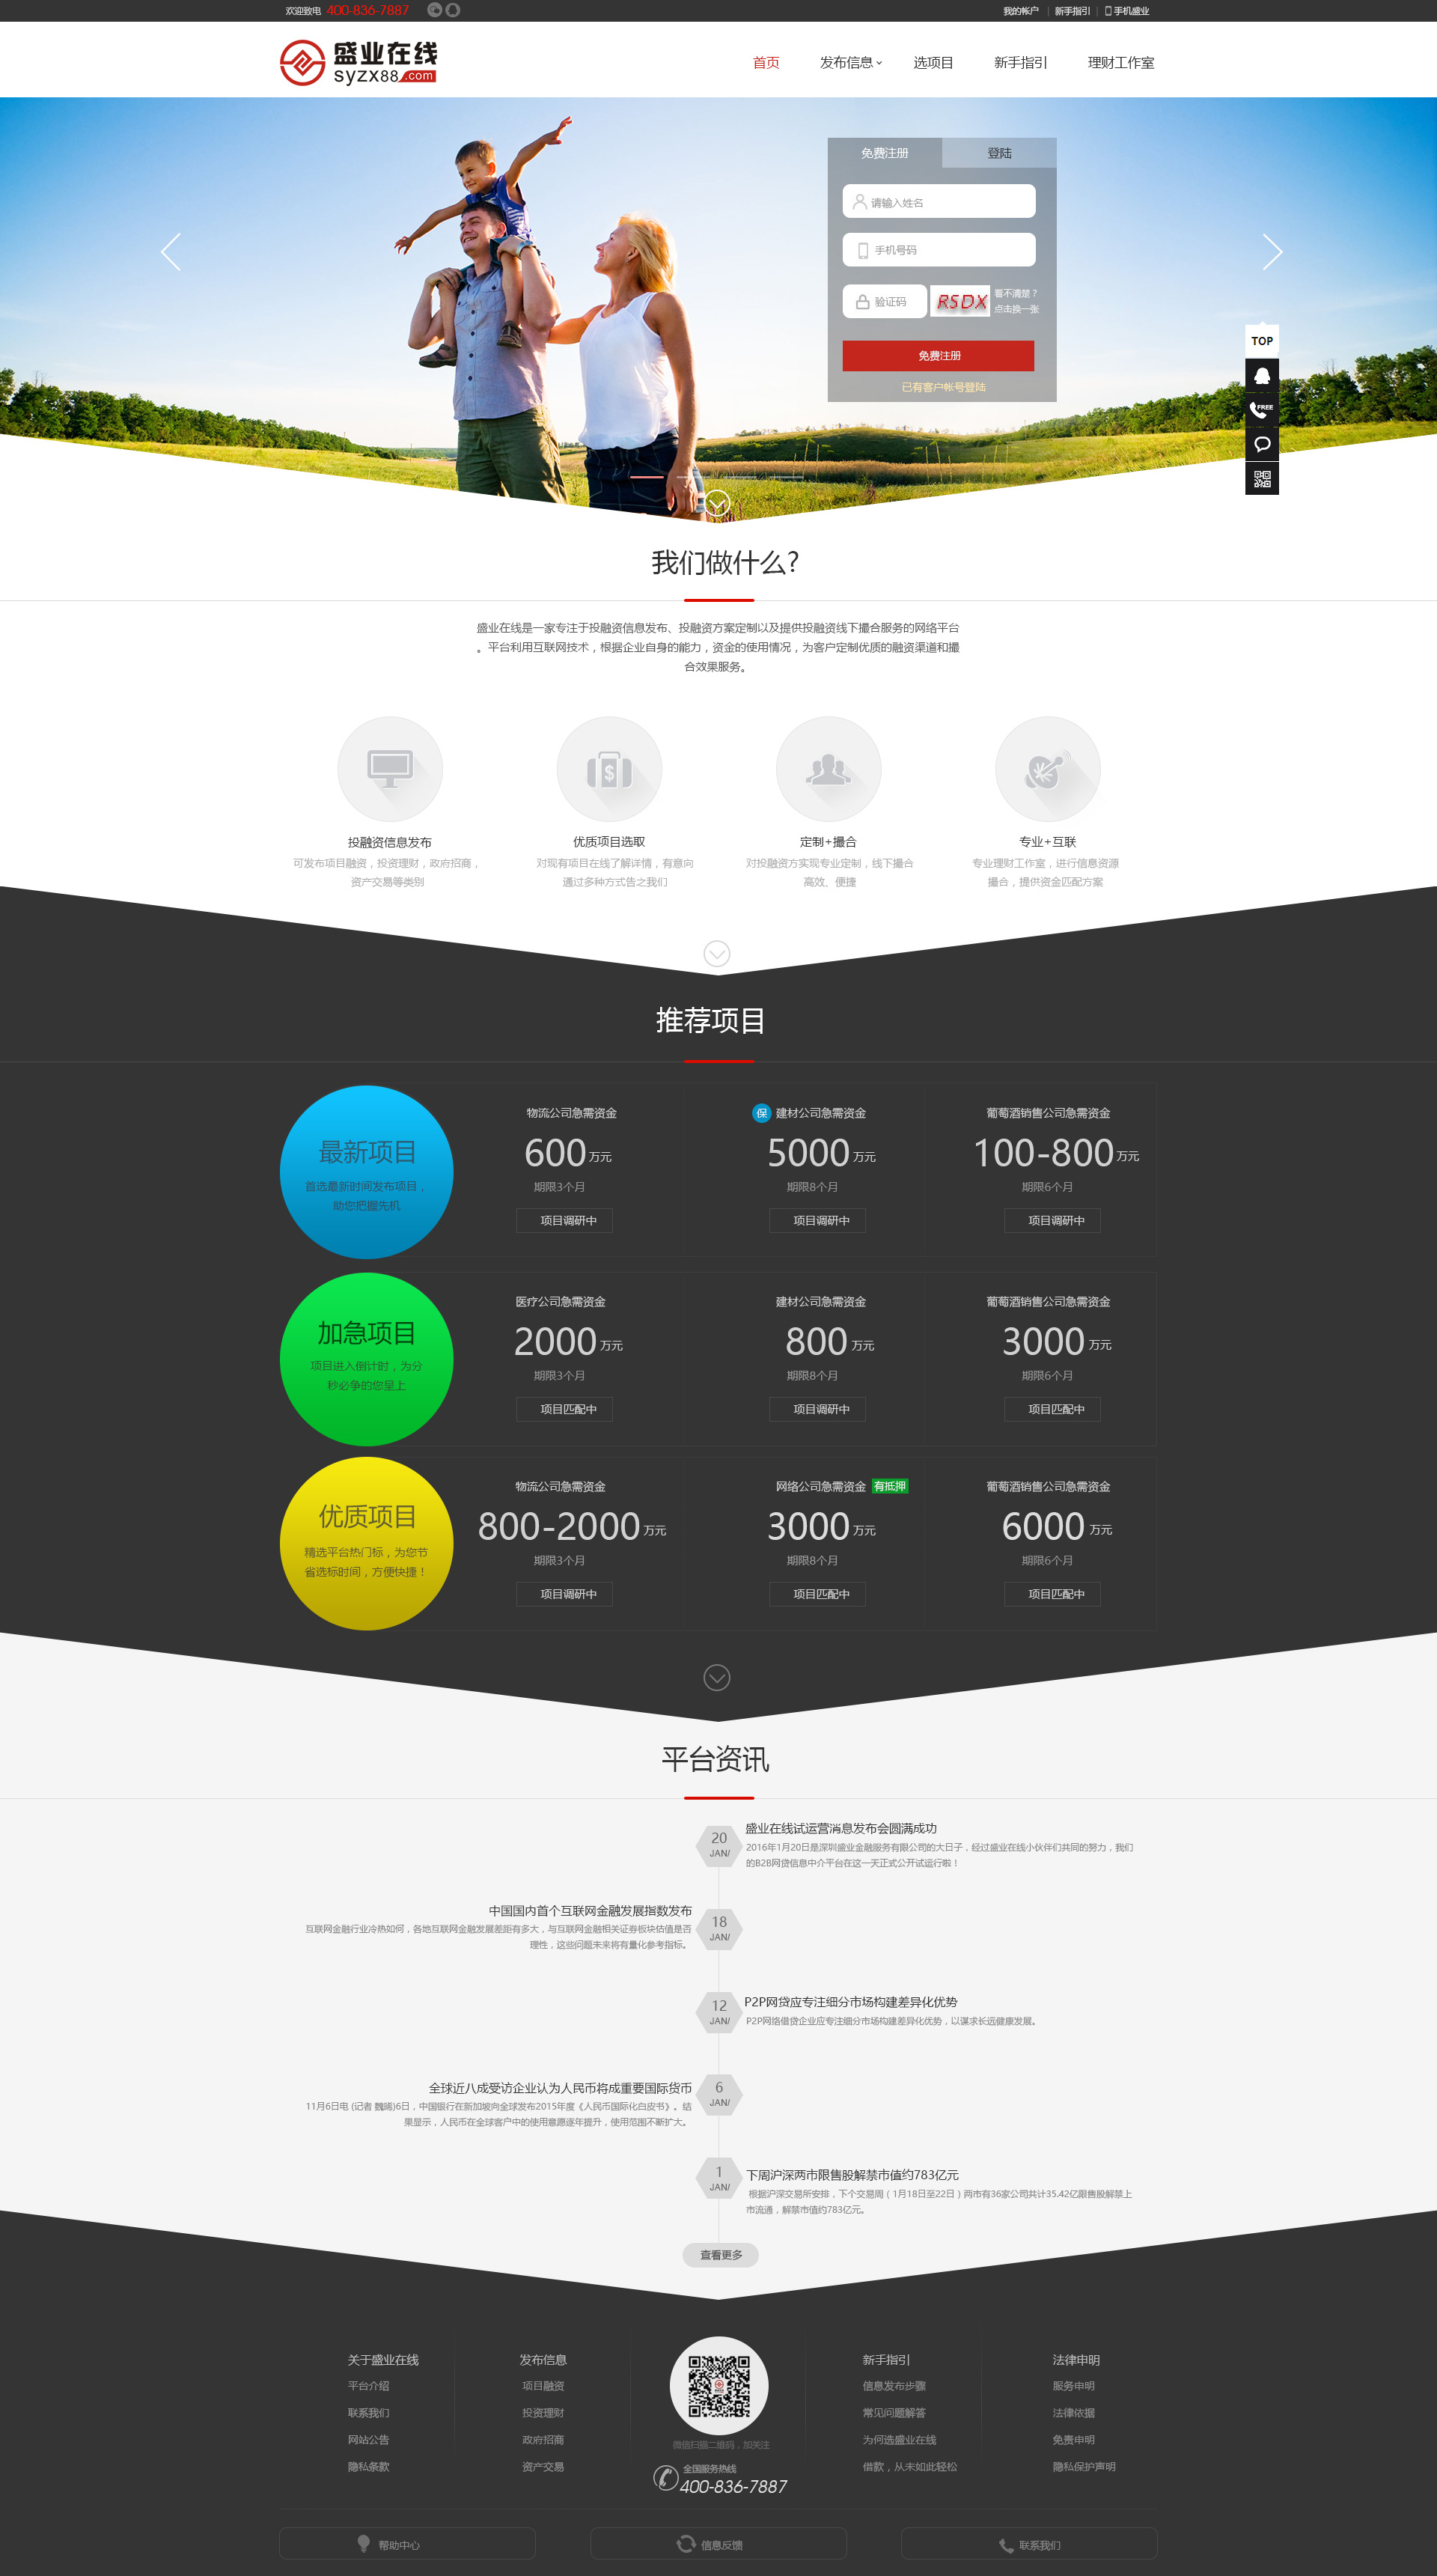 欢迎致电 400-836-7887
我的帐户 | 新手指引 | 手机盛业
盛业在线
syzx88.com
首页 发布信息 选项目 新手指引 理财工作室
免费注册 登陆
请输入姓名
手机号码
验证码 RSDX 看不清楚？
点击换一张
免费注册
已有客户帐号登陆
TOP
FREE
我们做什么?
盛业在线是一家专注于投融资信息发布、投融资方案定制以及提供投融资线下撮合服务的网络平台
。平台利用互联网技术，根据企业自身的能力，资金的使用情况，为客户定制优质的融资渠道和撮
合效果服务。
投融资信息发布
可发布项目融资，投资理财，政府招商，
资产交易等类别
优质项目选取
对现有项目在线了解详情，有意向
通过多种方式告之我们
定制+撮合
对投融资方实现专业定制，线下撮合
高效、便捷
专业+互联
专业理财工作室，进行信息资源
撮合，提供资金匹配方案
推荐项目
最新项目
首选最新时间发布项目，
助您把握先机
物流公司急需资金
600 万元
期限3个月
项目调研中
保 建材公司急需资金
5000 万元
期限8个月
项目调研中
葡萄酒销售公司急需资金
100-800 万元
期限6个月
项目调研中
加急项目
项目进入倒计时，为分
秒必争的您呈上
医疗公司急需资金
2000 万元
期限3个月
项目匹配中
建材公司急需资金
800 万元
期限8个月
项目调研中
葡萄酒销售公司急需资金
3000 万元
期限6个月
项目匹配中
优质项目
精选平台热门标，为您节
省选标时间，方便快捷！
物流公司急需资金
800-2000 万元
期限3个月
项目调研中
网络公司急需资金 有抵押
3000 万元
期限8个月
项目匹配中
葡萄酒销售公司急需资金
6000 万元
期限6个月
项目匹配中
平台资讯
20
JAN/
盛业在线试运营消息发布会圆满成功
2016年1月20日是深圳盛业金融服务有限公司的大日子，经过盛业在线小伙伴们共同的努力，我们
的B2B网贷信息中介平台在这一天正式公开试运行啦！
18
JAN/
中国国内首个互联网金融发展指数发布
互联网金融行业冷热如何，各地互联网金融发展差距有多大，与互联网金融相关证券板块估值是否
理性，这些问题未来将有量化参考指标。
12
JAN/
P2P网贷应专注细分市场构建差异化优势
P2P网络借贷企业应专注细分市场构建差异化优势，以谋求长远健康发展。
6
JAN/
全球近八成受访企业认为人民币将成重要国际货币
11月6日电 (记者 魏晞)6日，中国银行在新加坡向全球发布2015年度《人民币国际化白皮书》。结
果显示，人民币在全球客户中的使用意愿逐年提升，使用范围不断扩大。
1
JAN/
下周沪深两市限售股解禁市值约783亿元
根据沪深交易所安排，下个交易周（1月18日至22日）两市有36家公司共计35.42亿限售股解禁上
市流通，解禁市值约783亿元。
查看更多
关于盛业在线
平台介绍
联系我们
网站公告
隐私条款
发布信息
项目融资
投资理财
政府招商
资产交易
微信扫描二维码，加关注
全国服务热线
400-836-7887
新手指引
信息发布步骤
常见问题解答
为何选盛业在线
借款，从未如此轻松
法律申明
服务申明
法律依据
免责申明
隐私保护声明
帮助中心
信息反馈
联系我们